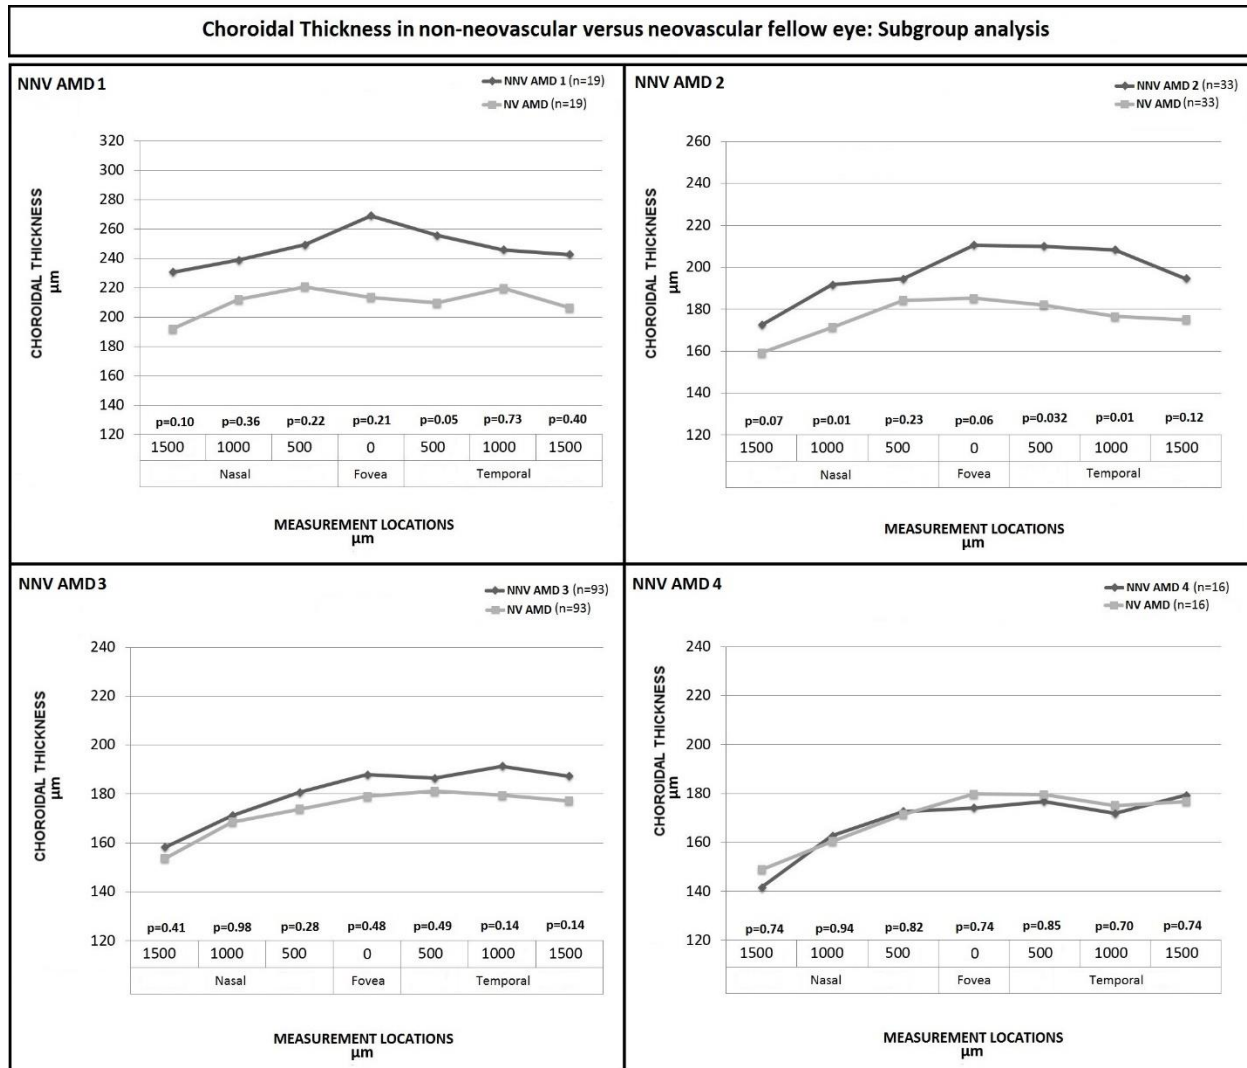 Choroidal Thickness in non-neovascular versus neovascular fellow eye: Subgroup analysis
NNV AMD 1
NNV AMD 1 (n=19)
NV AMD (n=19)
CHOROIDAL THICKNESS
µm
320
300
280
260
240
220
200
180
160
140
120
p=0.10 p=0.36 p=0.22 p=0.21 p=0.05 p=0.73 p=0.40
1500 1000 500 0 500 1000 1500
Nasal Fovea Temporal
MEASUREMENT LOCATIONS
µm
NNV AMD 2
NNV AMD 2 (n=33)
NV AMD (n=33)
CHOROIDAL THICKNESS
µm
260
240
220
200
180
160
140
120
p=0.07 p=0.01 p=0.23 p=0.06 p=0.032 p=0.01 p=0.12
1500 1000 500 0 500 1000 1500
Nasal Fovea Temporal
MEASUREMENT LOCATIONS
µm
NNV AMD 3
NNV AMD 3 (n=93)
NV AMD (n=93)
CHOROIDAL THICKNESS
µm
240
220
200
180
160
140
120
p=0.41 p=0.98 p=0.28 p=0.48 p=0.49 p=0.14 p=0.14
1500 1000 500 0 500 1000 1500
Nasal Fovea Temporal
MEASUREMENT LOCATIONS
µm
NNV AMD 4
NNV AMD 4 (n=16)
NV AMD (n=16)
CHOROIDAL THICKNESS
µm
240
220
200
180
160
140
120
p=0.74 p=0.94 p=0.82 p=0.74 p=0.85 p=0.70 p=0.74
1500 1000 500 0 500 1000 1500
Nasal Fovea Temporal
MEASUREMENT LOCATIONS
µm